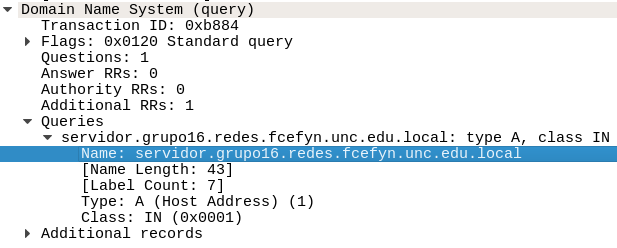 Domain Name System (query)
Transaction ID: 0xb884
Flags: 0x0120 Standard query
Questions: 1
Answer RRs: 0
Authority RRs: 0
Additional RRs: 1
Queries
servidor.grupo16.redes.fcefyn.unc.edu.local: type A, class IN
Name: servidor.grupo16.redes.fcefyn.unc.edu.local
[Name Length: 43]
[Label Count: 7]
Type: A (Host Address) (1)
Class: IN (0x0001)
Additional records